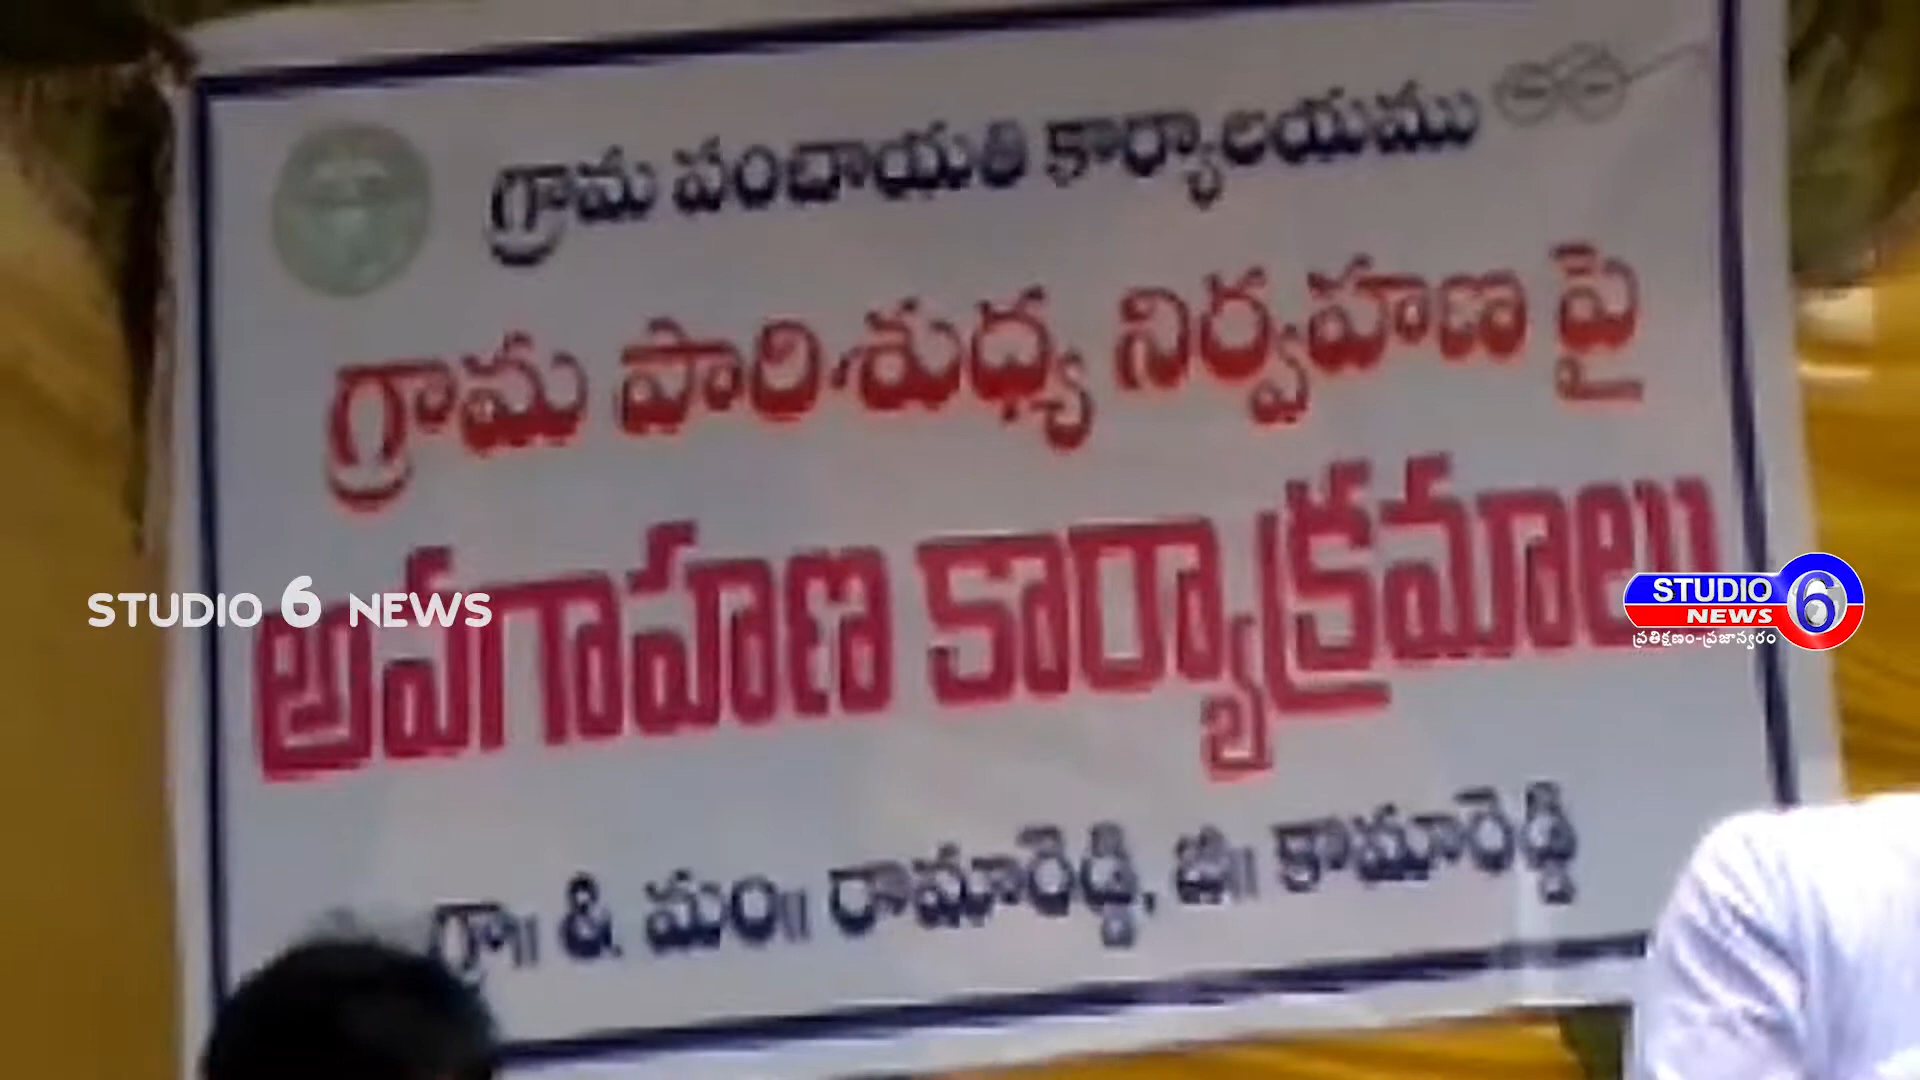 గ్రామ పంచాయతి కార్యాలయము
గ్రామ పారిశుధ్య నిర్వహణ పై
అవగాహణ కార్యాక్రమాలు
గ్రా॥ & మం॥ రామారెడ్డి, జి॥ కామారెడ్డి
STUDIO 6 NEWS
STUDIO 6
NEWS
ప్రతిక్షణం-ప్రజాస్వరం